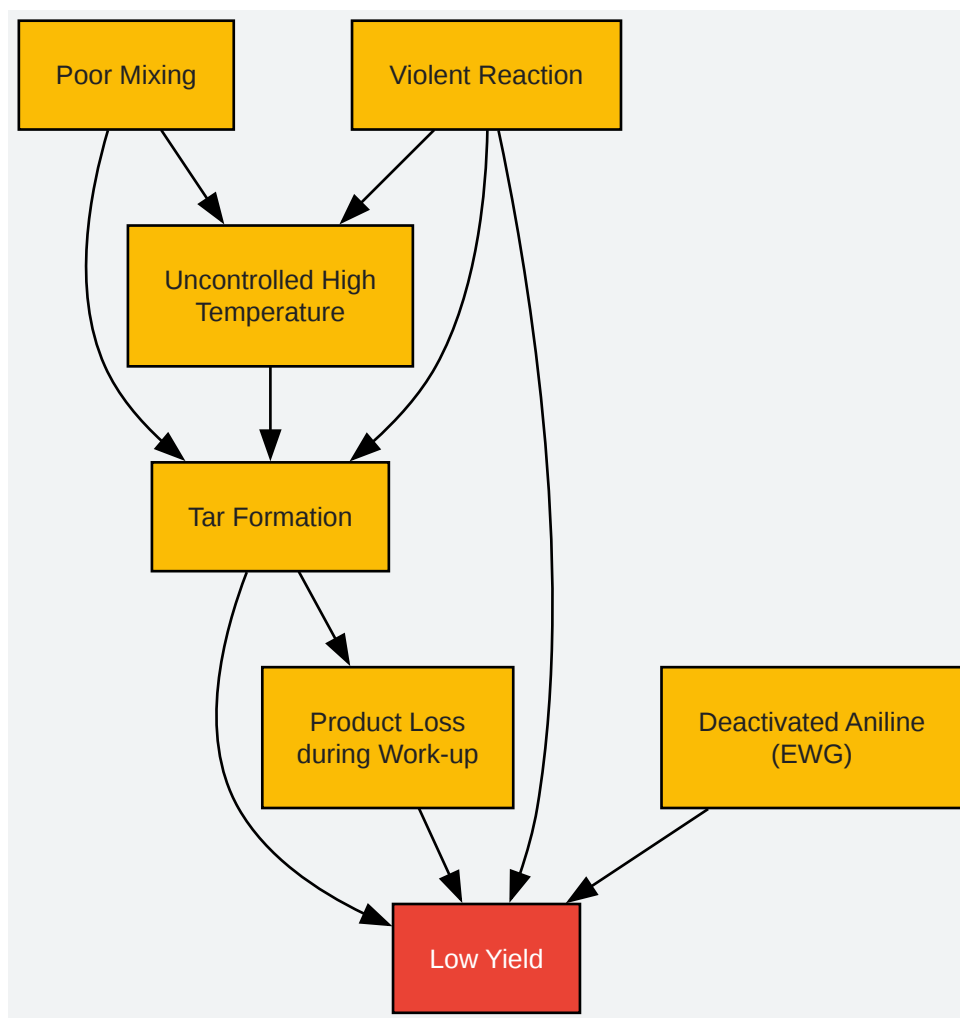 Poor Mixing
Violent Reaction
Uncontrolled High
Temperature
Tar Formation
Product Loss
during Work-up
Deactivated Aniline
(EWG)
Low Yield